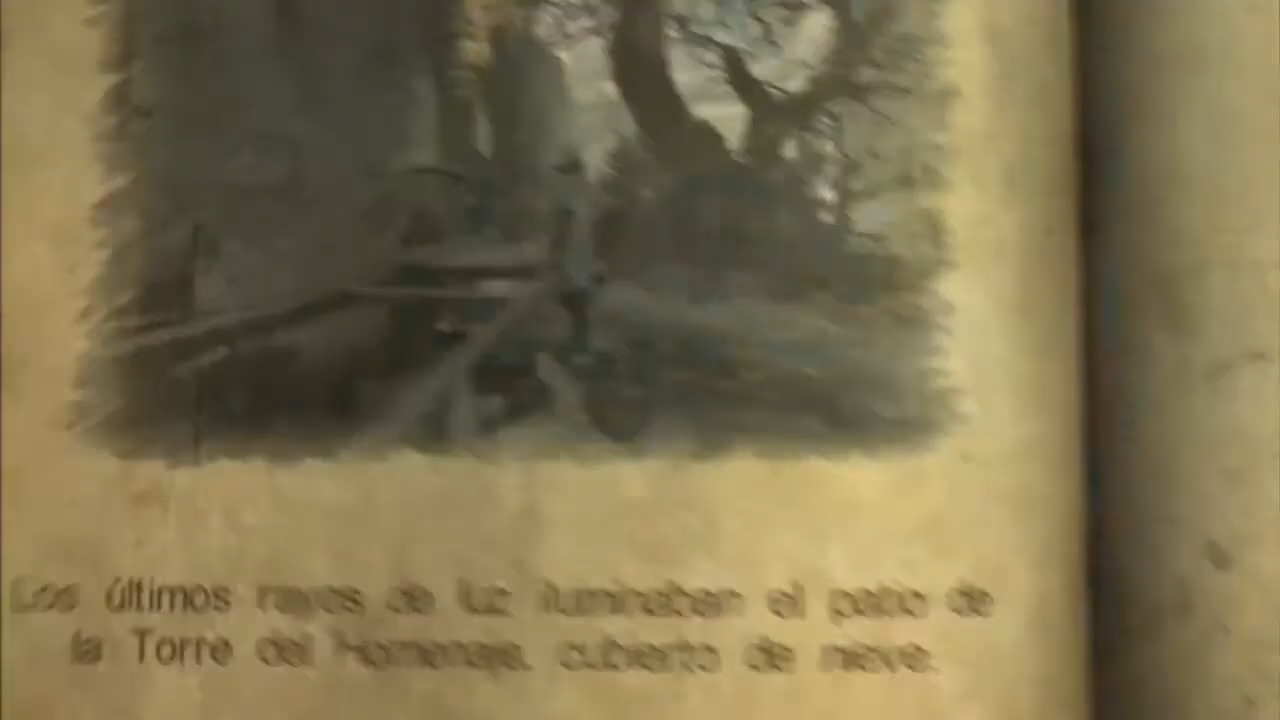 Los últimos rayos de luz iluminaban el patio de
la Torre del Homenaje, cubierto de nieve.